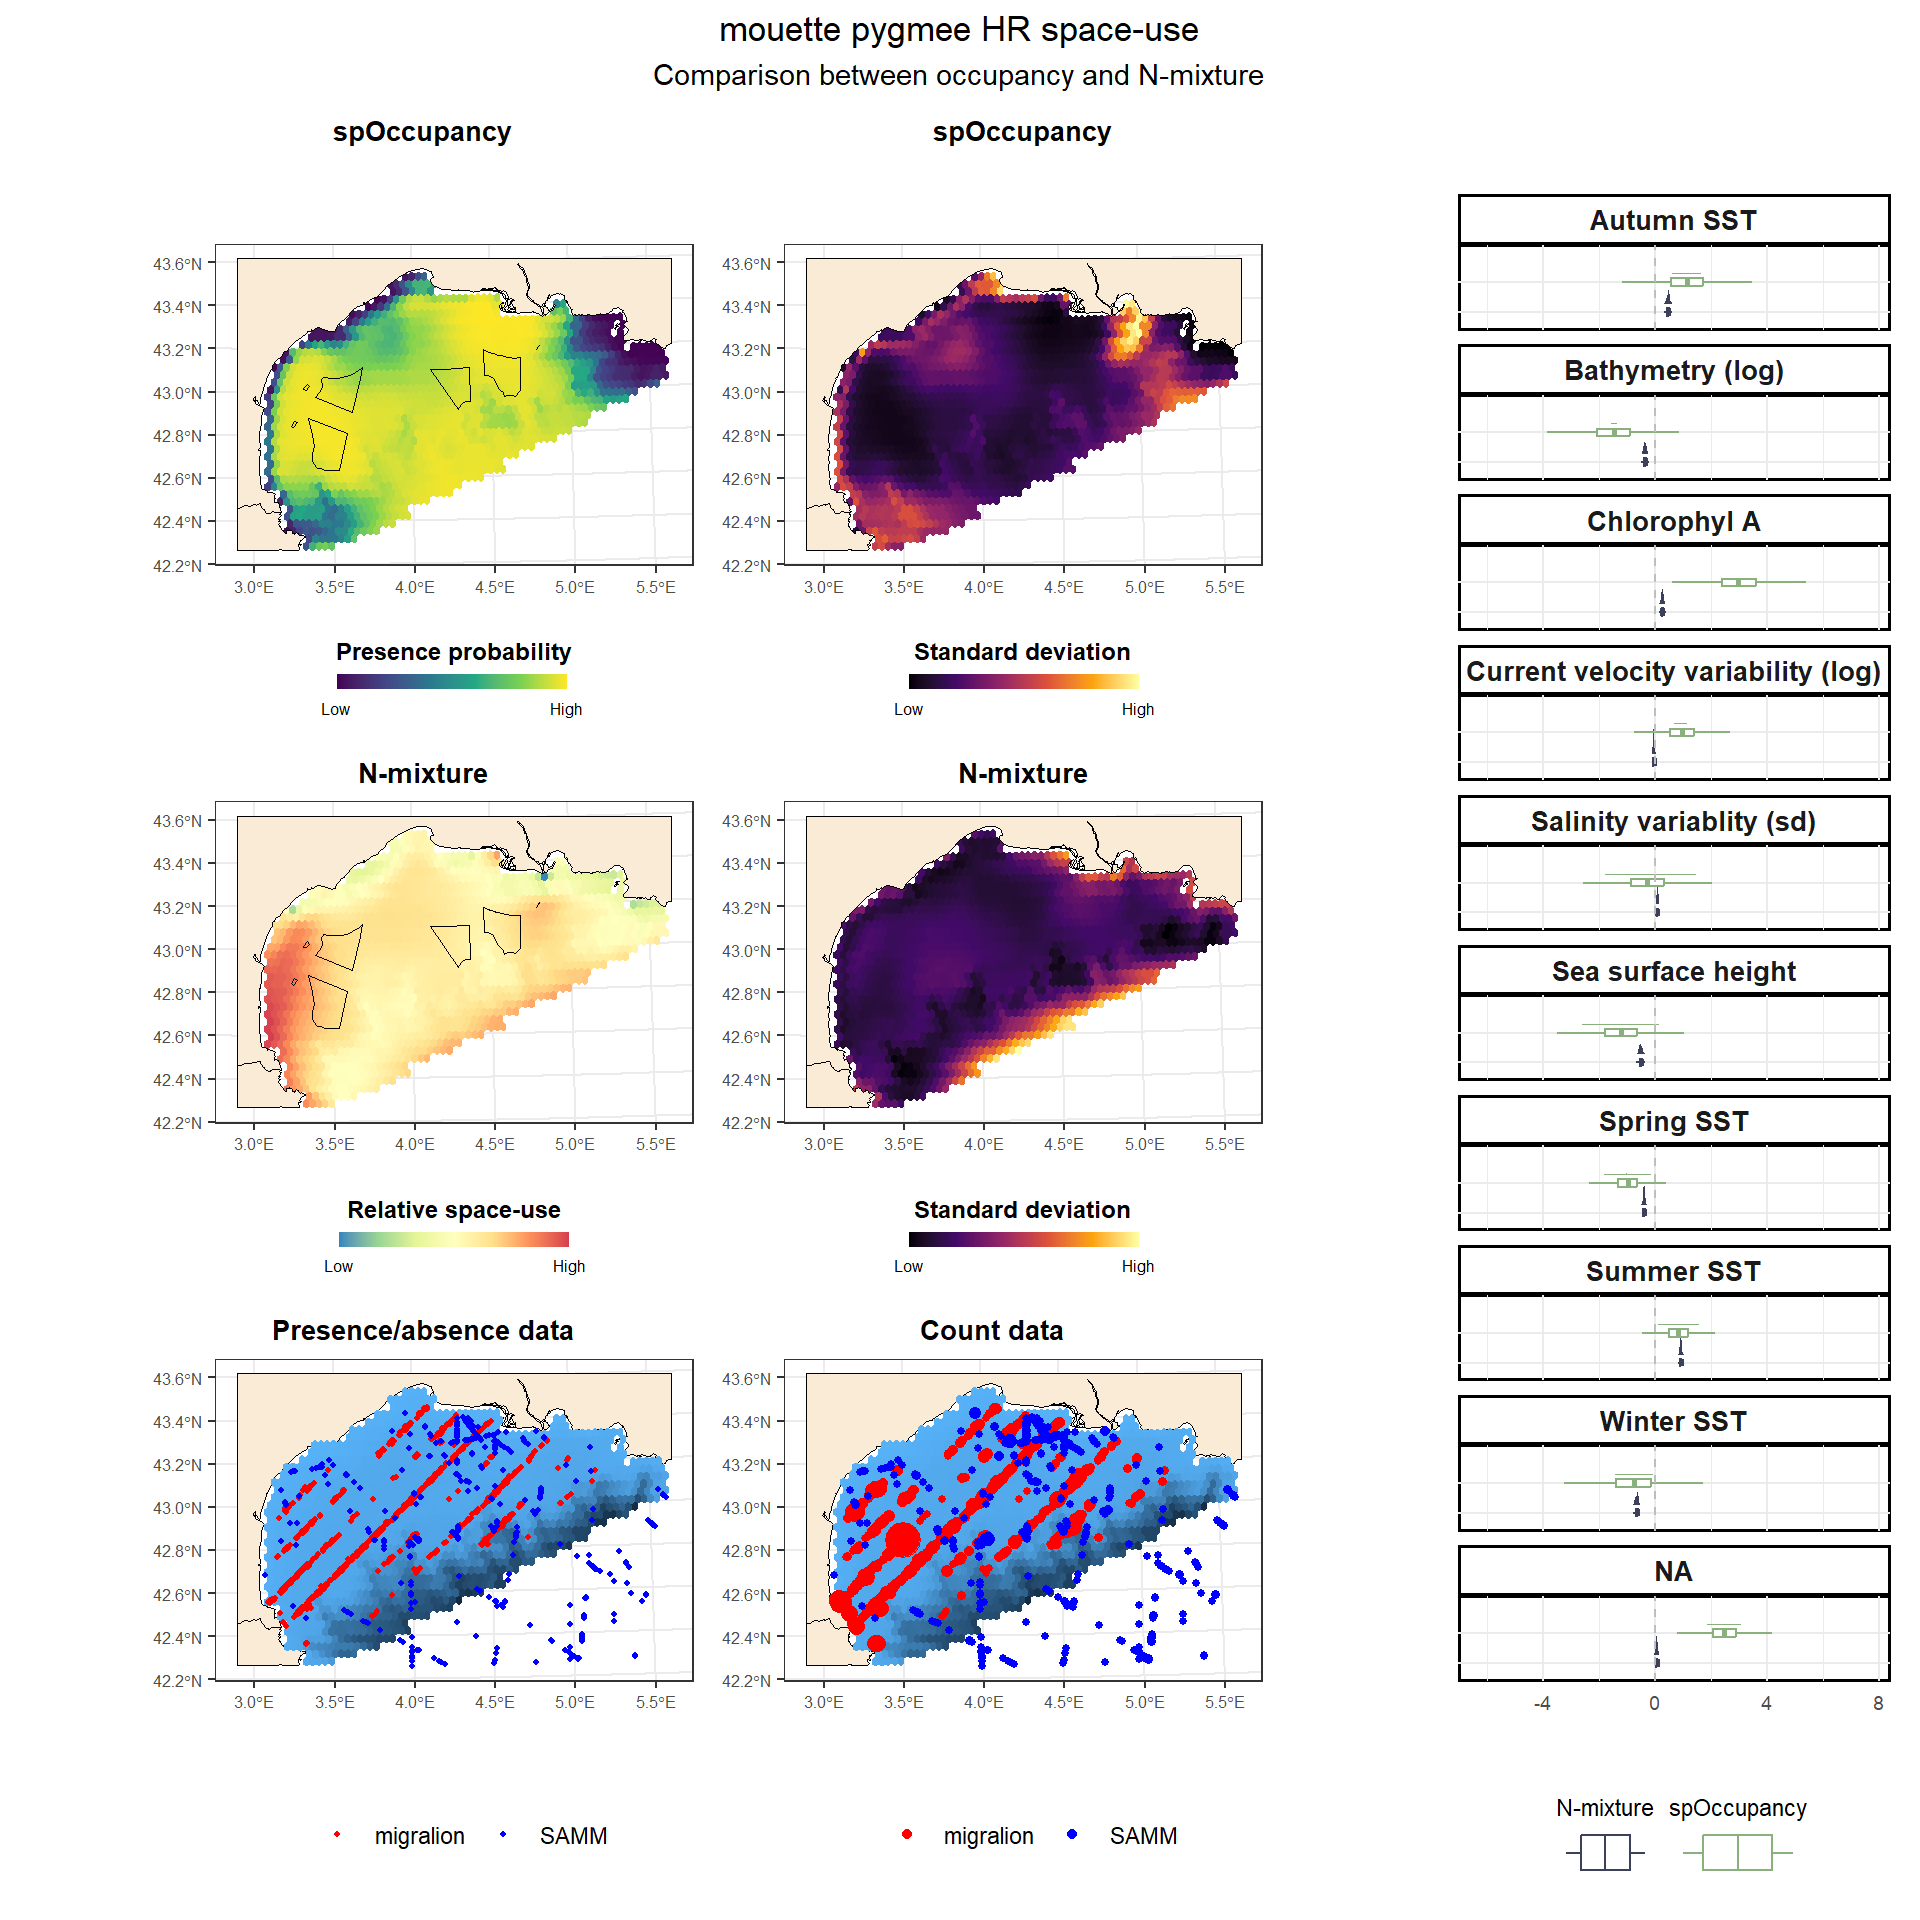 mouette pygmee HR space-use
Comparison between occupancy and N-mixture
spOccupancy
43.6°N
43.4°N
43.2°N
43.0°N
42.8°N
42.6°N
42.4°N
42.2°N
3.0°E 3.5°E 4.0°E 4.5°E 5.0°E 5.5°E
Presence probability
Low High
spOccupancy
43.6°N
43.4°N
43.2°N
43.0°N
42.8°N
42.6°N
42.4°N
42.2°N
3.0°E 3.5°E 4.0°E 4.5°E 5.0°E 5.5°E
Standard deviation
Low High
N-mixture
43.6°N
43.4°N
43.2°N
43.0°N
42.8°N
42.6°N
42.4°N
42.2°N
3.0°E 3.5°E 4.0°E 4.5°E 5.0°E 5.5°E
Relative space-use
Low High
N-mixture
43.6°N
43.4°N
43.2°N
43.0°N
42.8°N
42.6°N
42.4°N
42.2°N
3.0°E 3.5°E 4.0°E 4.5°E 5.0°E 5.5°E
Standard deviation
Low High
Presence/absence data
43.6°N
43.4°N
43.2°N
43.0°N
42.8°N
42.6°N
42.4°N
42.2°N
3.0°E 3.5°E 4.0°E 4.5°E 5.0°E 5.5°E
migralion SAMM
Count data
43.6°N
43.4°N
43.2°N
43.0°N
42.8°N
42.6°N
42.4°N
42.2°N
3.0°E 3.5°E 4.0°E 4.5°E 5.0°E 5.5°E
migralion SAMM
Autumn SST
Bathymetry (log)
Chlorophyl A
Current velocity variability (log)
Salinity variablity (sd)
Sea surface height
Spring SST
Summer SST
Winter SST
NA
-4 0 4 8
N-mixture spOccupancy